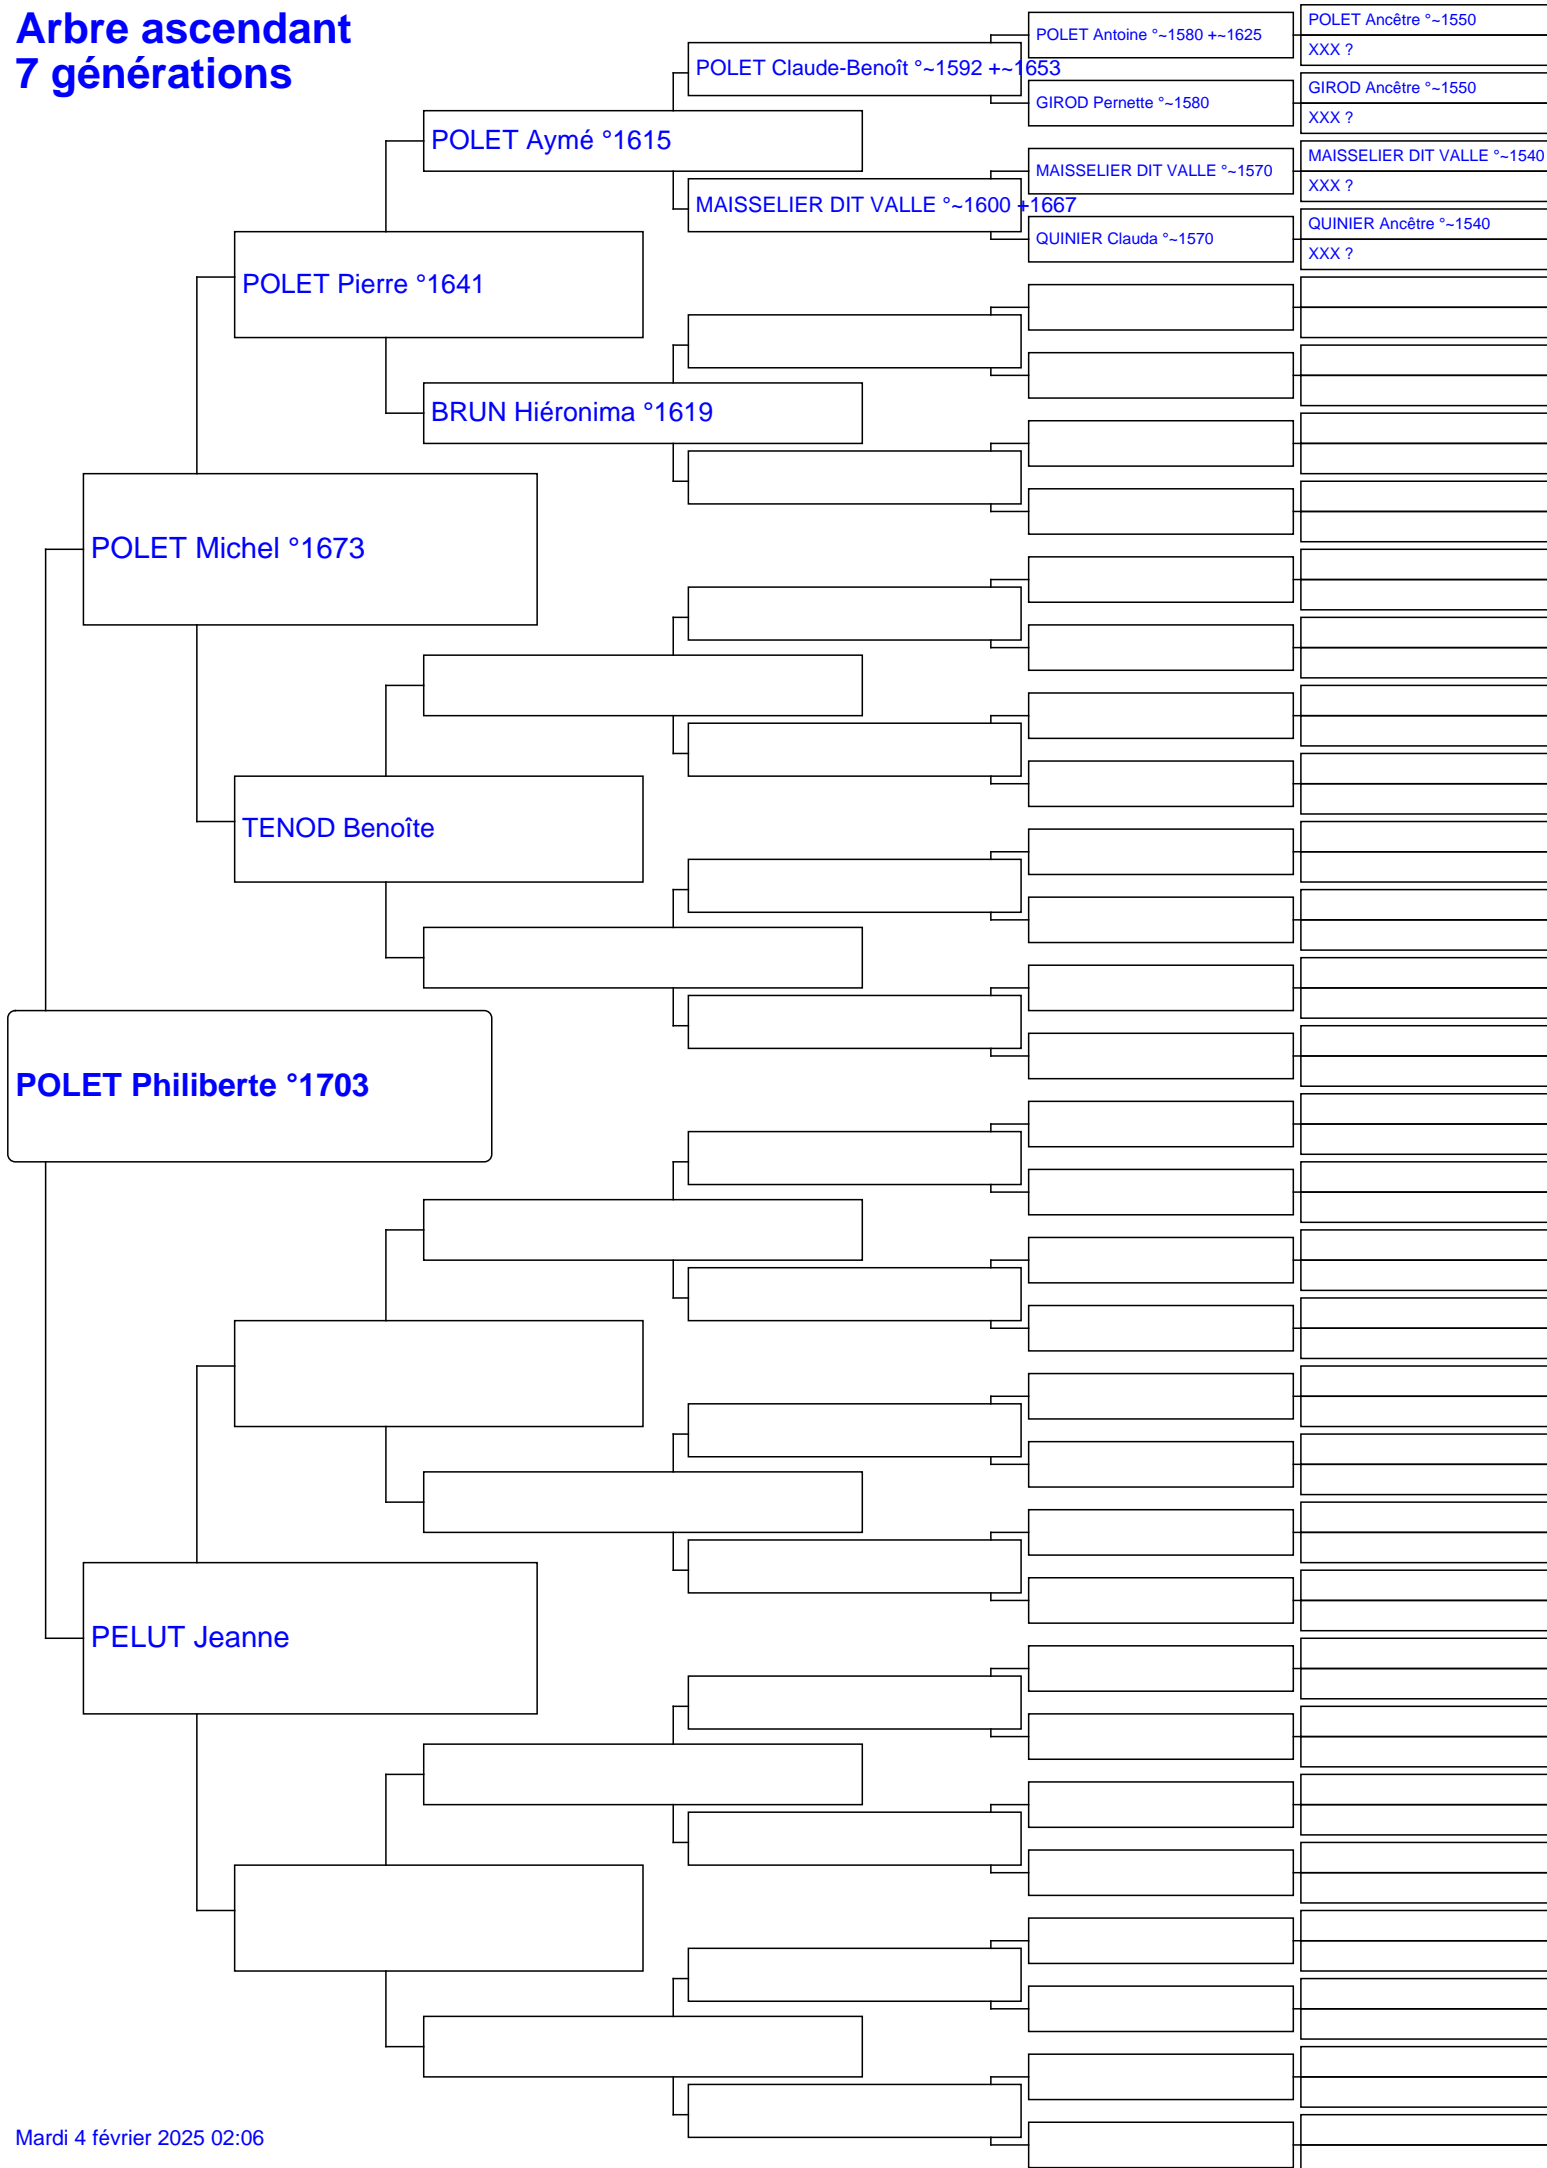 Arbre ascendant
7 générations
POLET Ancêtre °~1550
POLET Antoine °~1580 +~1625
XXX ?
POLET Claude-Benoît °~1592 +~1653
GIROD Ancêtre °~1550
GIROD Pernette °~1580
XXX ?
POLET Aymé °1615
MAISSELIER DIT VALLE °~1540
MAISSELIER DIT VALLE °~1570
XXX ?
MAISSELIER DIT VALLE °~1600 +1667
QUINIER Ancêtre °~1540
QUINIER Clauda °~1570
XXX ?
POLET Pierre °1641
BRUN Hiéronima °1619
POLET Michel °1673
TENOD Benoîte
POLET Philiberte °1703
PELUT Jeanne
Mardi 4 février 2025 02:06